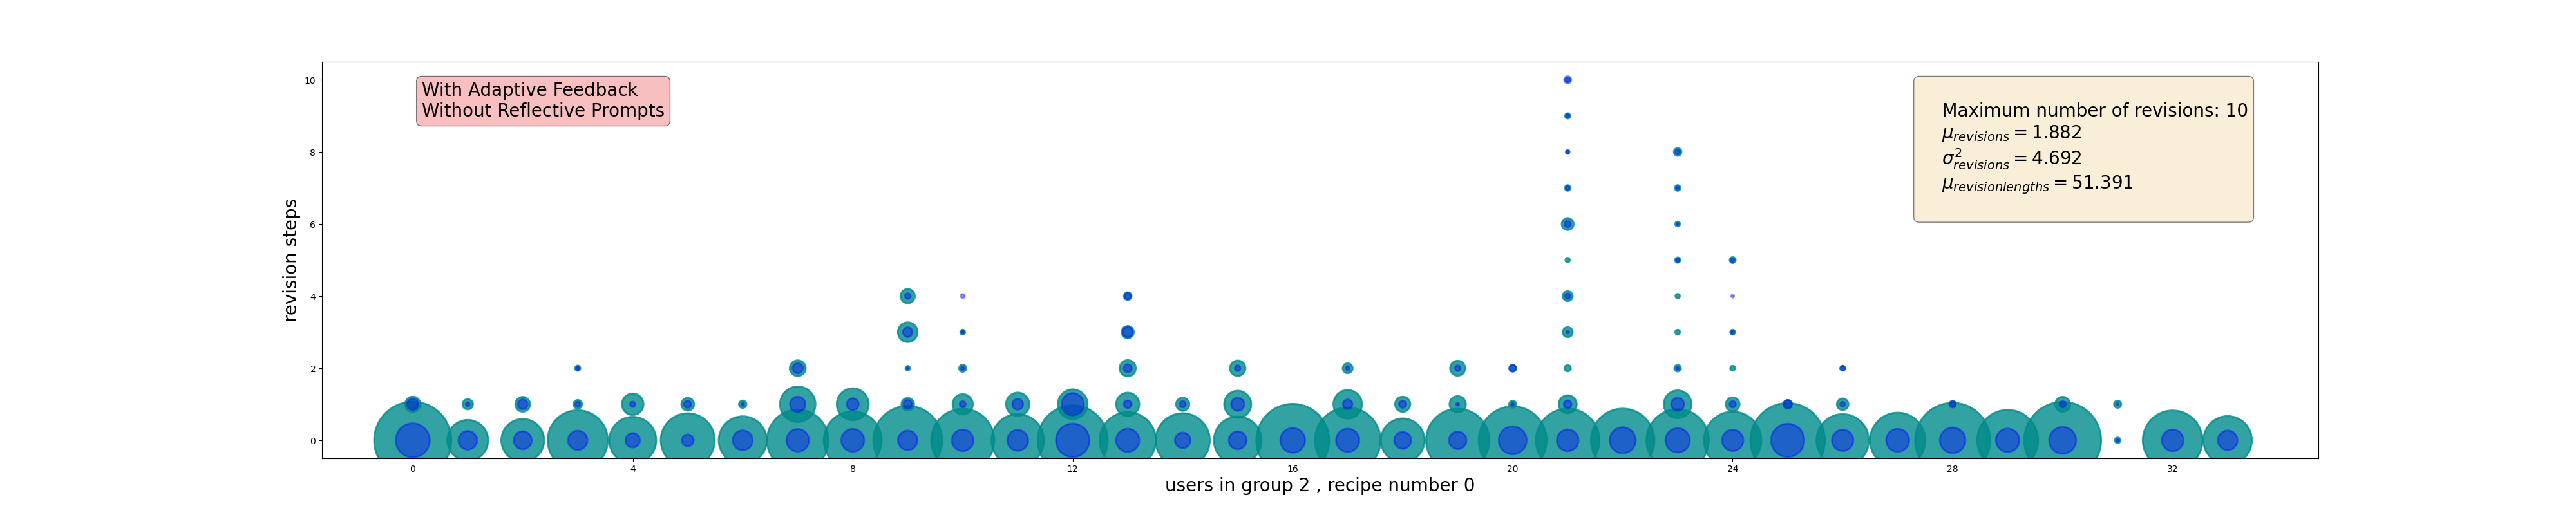 With Adaptive Feedback
Without Reflective Prompts
Maximum number of revisions: 10
μrevisions = 1.882
σ²revisions = 4.692
μrevisionlengths = 51.391
revision steps
10
8
6
4
2
0
0 4 8 12 16 20 24 28 32
users in group 2 , recipe number 0